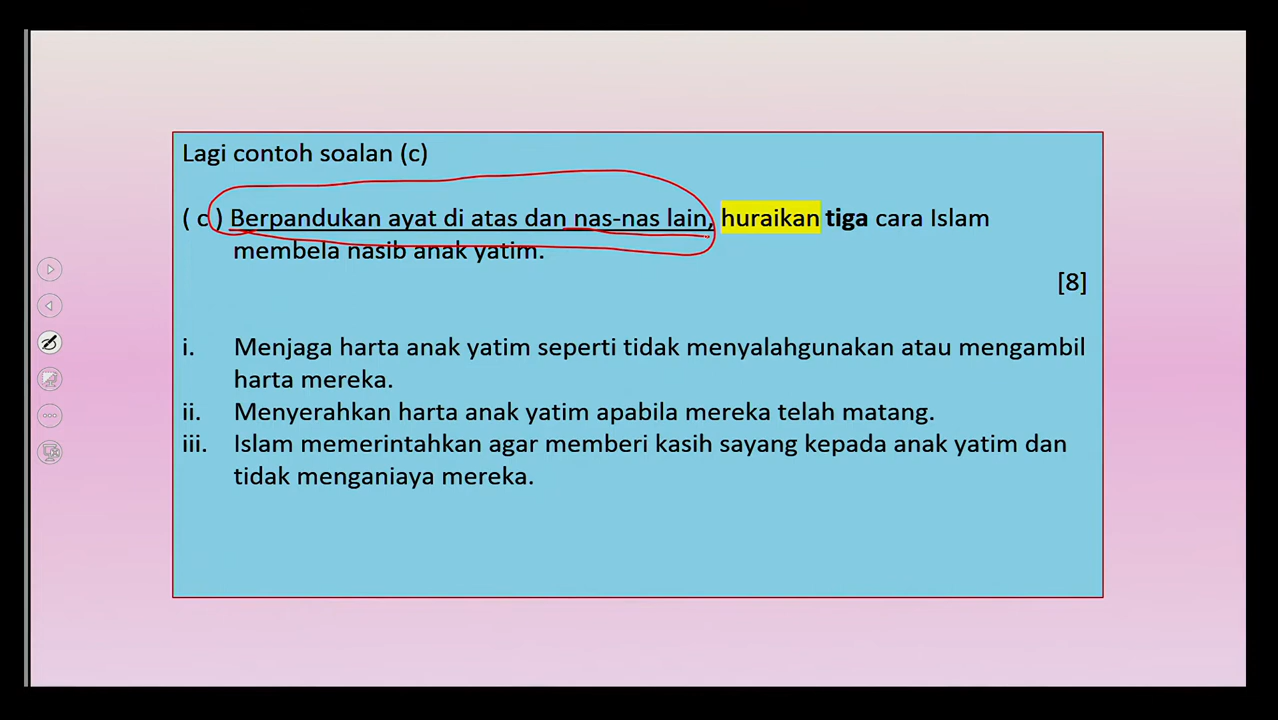 Lagi contoh soalan (c)
( c ) Berpandukan ayat di atas dan nas-nas lain, huraikan tiga cara Islam
membela nasib anak yatim.
[8]
i. Menjaga harta anak yatim seperti tidak menyalahgunakan atau mengambil
harta mereka.
ii. Menyerahkan harta anak yatim apabila mereka telah matang.
iii. Islam memerintahkan agar memberi kasih sayang kepada anak yatim dan
tidak menganiaya mereka.